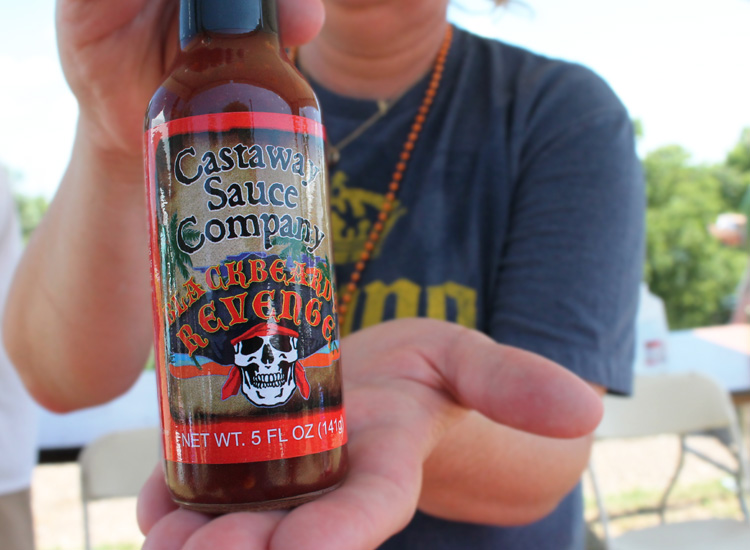 Castaway
Sauce
Company
BLACKBEARD
REVENGE
NET WT. 5 FL OZ (141g